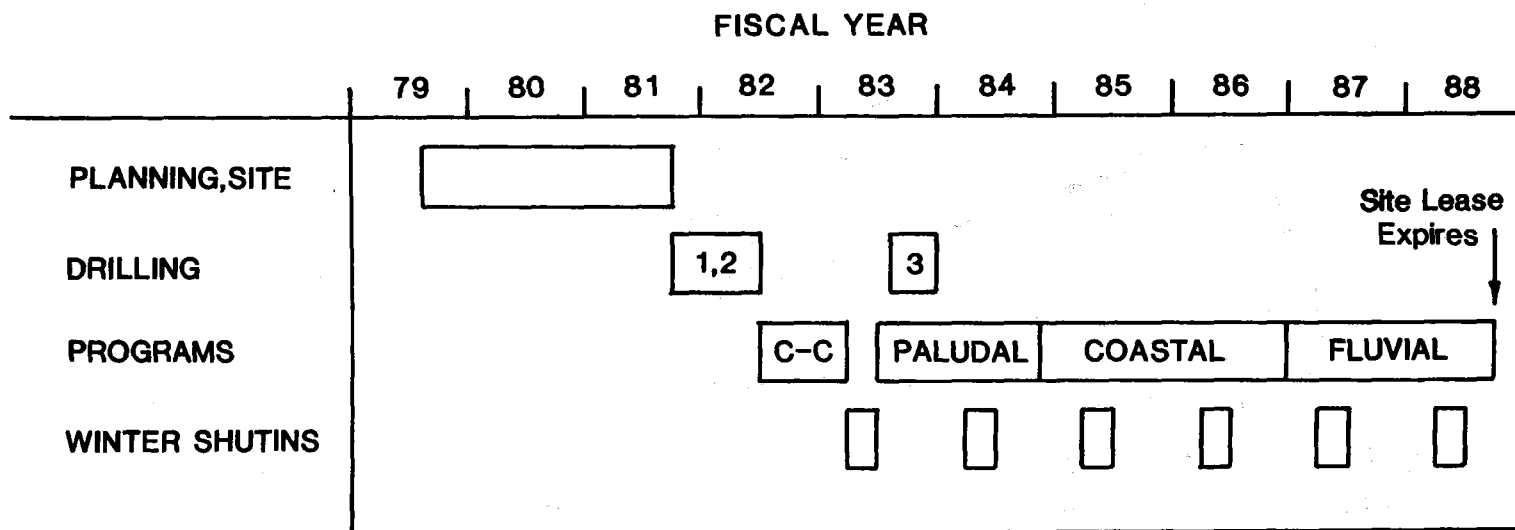 FISCAL YEAR
79 80 81 82 83 84 85 86 87 88
PLANNING,SITE
Site Lease
Expires
DRILLING 1,2 3
PROGRAMS C-C PALUDAL COASTAL FLUVIAL
WINTER SHUTINS